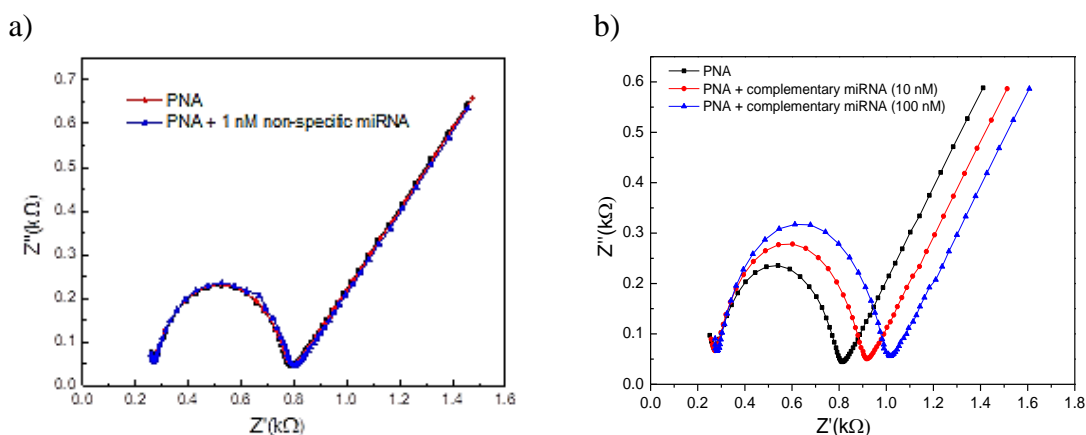 a)
0.7
0.6
0.5
0.4
0.3
0.2
0.1
0.0
Z''(kΩ)
PNA
PNA + 1 nM non-specific miRNA
0.0 0.2 0.4 0.6 0.8 1.0 1.2 1.4 1.6
Z'(kΩ)
b)
0.6
0.5
0.4
0.3
0.2
0.1
0.0
Z''(kΩ)
PNA
PNA + complementary miRNA (10 nM)
PNA + complementary miRNA (100 nM)
0.0 0.2 0.4 0.6 0.8 1.0 1.2 1.4 1.6 1.8
Z'(kΩ)